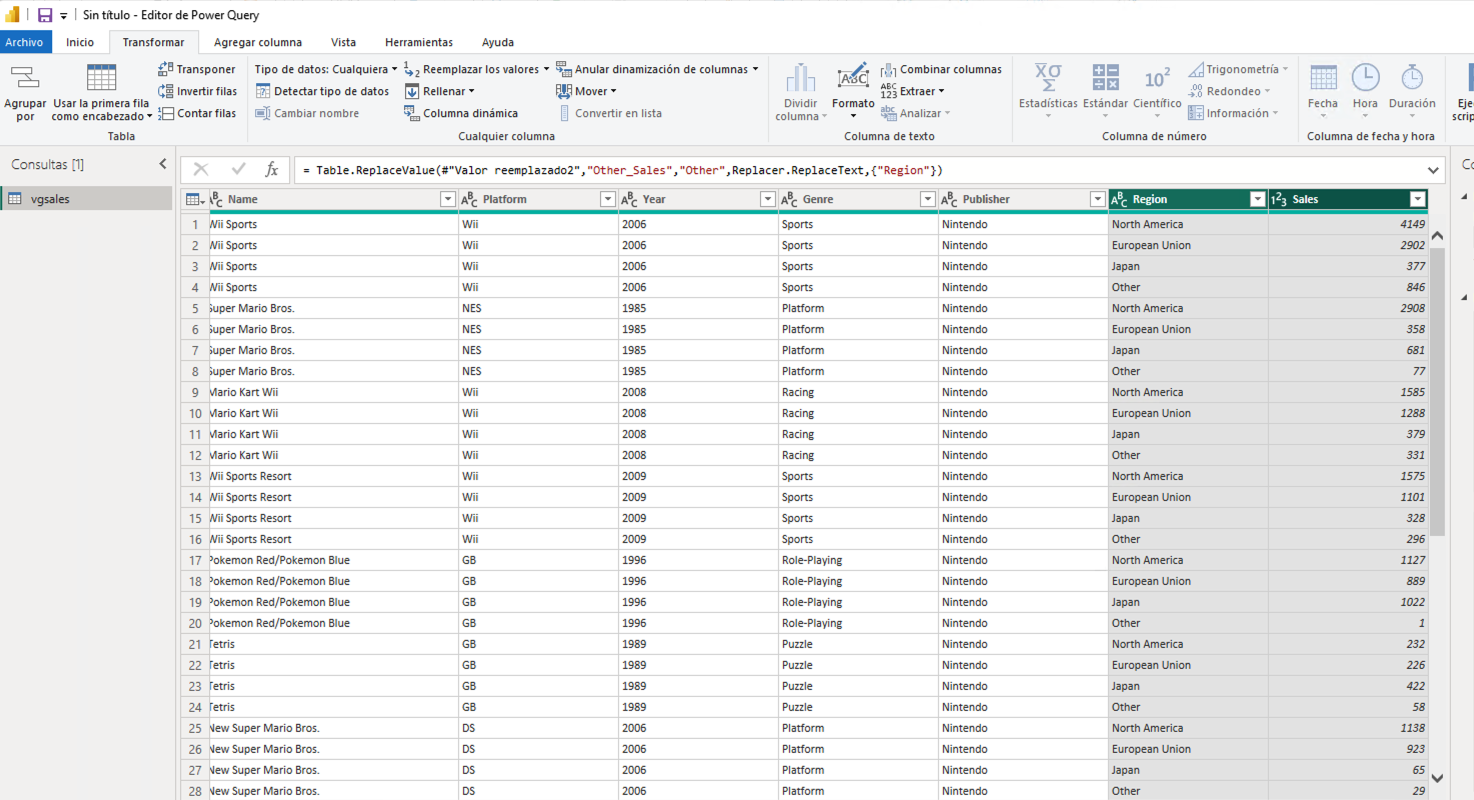 Sin título - Editor de Power Query
Archivo Inicio Transformar Agregar columna Vista Herramientas Ayuda
Agrupar por
Usar la primera fila como encabezado
Transponer
Invertir filas
Contar filas
Tabla
Tipo de datos: Cualquiera
Detectar tipo de datos
Cambiar nombre
Reemplazar los valores
Rellenar
Columna dinámica
Anular dinamización de columnas
Mover
Convertir en lista
Cualquier columna
Dividir columna
Formato
Combinar columnas
Extraer
Analizar
Columna de texto
Estadísticas
Estándar
Científico
Trigonometría
Redondeo
Información
Columna de número
Fecha
Hora
Duración
Columna de fecha y hora
Consultas [1]
vgsales
= Table.ReplaceValue(#"Valor reemplazado2","Other_Sales","Other",Replacer.ReplaceText,{"Region"})
Name Platform Year Genre Publisher Region Sales
1 Wii Sports Wii 2006 Sports Nintendo North America 4149
2 Wii Sports Wii 2006 Sports Nintendo European Union 2902
3 Wii Sports Wii 2006 Sports Nintendo Japan 377
4 Wii Sports Wii 2006 Sports Nintendo Other 846
5 Super Mario Bros. NES 1985 Platform Nintendo North America 2908
6 Super Mario Bros. NES 1985 Platform Nintendo European Union 358
7 Super Mario Bros. NES 1985 Platform Nintendo Japan 681
8 Super Mario Bros. NES 1985 Platform Nintendo Other 77
9 Mario Kart Wii Wii 2008 Racing Nintendo North America 1585
10 Mario Kart Wii Wii 2008 Racing Nintendo European Union 1288
11 Mario Kart Wii Wii 2008 Racing Nintendo Japan 379
12 Mario Kart Wii Wii 2008 Racing Nintendo Other 331
13 Wii Sports Resort Wii 2009 Sports Nintendo North America 1575
14 Wii Sports Resort Wii 2009 Sports Nintendo European Union 1101
15 Wii Sports Resort Wii 2009 Sports Nintendo Japan 328
16 Wii Sports Resort Wii 2009 Sports Nintendo Other 296
17 Pokemon Red/Pokemon Blue GB 1996 Role-Playing Nintendo North America 1127
18 Pokemon Red/Pokemon Blue GB 1996 Role-Playing Nintendo European Union 889
19 Pokemon Red/Pokemon Blue GB 1996 Role-Playing Nintendo Japan 1022
20 Pokemon Red/Pokemon Blue GB 1996 Role-Playing Nintendo Other 1
21 Tetris GB 1989 Puzzle Nintendo North America 232
22 Tetris GB 1989 Puzzle Nintendo European Union 226
23 Tetris GB 1989 Puzzle Nintendo Japan 422
24 Tetris GB 1989 Puzzle Nintendo Other 58
25 New Super Mario Bros. DS 2006 Platform Nintendo North America 1138
26 New Super Mario Bros. DS 2006 Platform Nintendo European Union 923
27 New Super Mario Bros. DS 2006 Platform Nintendo Japan 65
28 New Super Mario Bros. DS 2006 Platform Nintendo Other 29